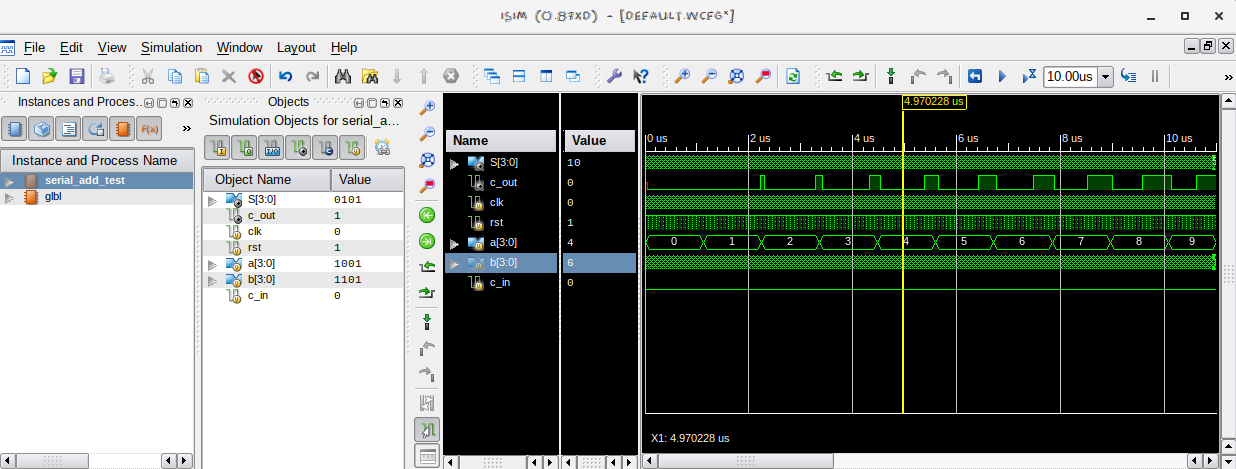 ISIM (O.87XD) - [DEFAULT.WCFG*]
File Edit View Simulation Window Layout Help
10.00us
»
Instances and Proces...
»
Instance and Process Name
serial_add_test
glbl
Objects
Simulation Objects for serial_a...
Object Name Value
S[3:0] 0101
c_out 1
clk 0
rst 1
a[3:0] 1001
b[3:0] 1101
c_in 0
Name Value
S[3:0] 10
c_out 0
clk 0
rst 1
a[3:0] 4
b[3:0] 6
c_in 0
4.970228 us
0 us 2 us 4 us 6 us 8 us 10 us
0 1 2 3 4 5 6 7 8 9
X1: 4.970228 us